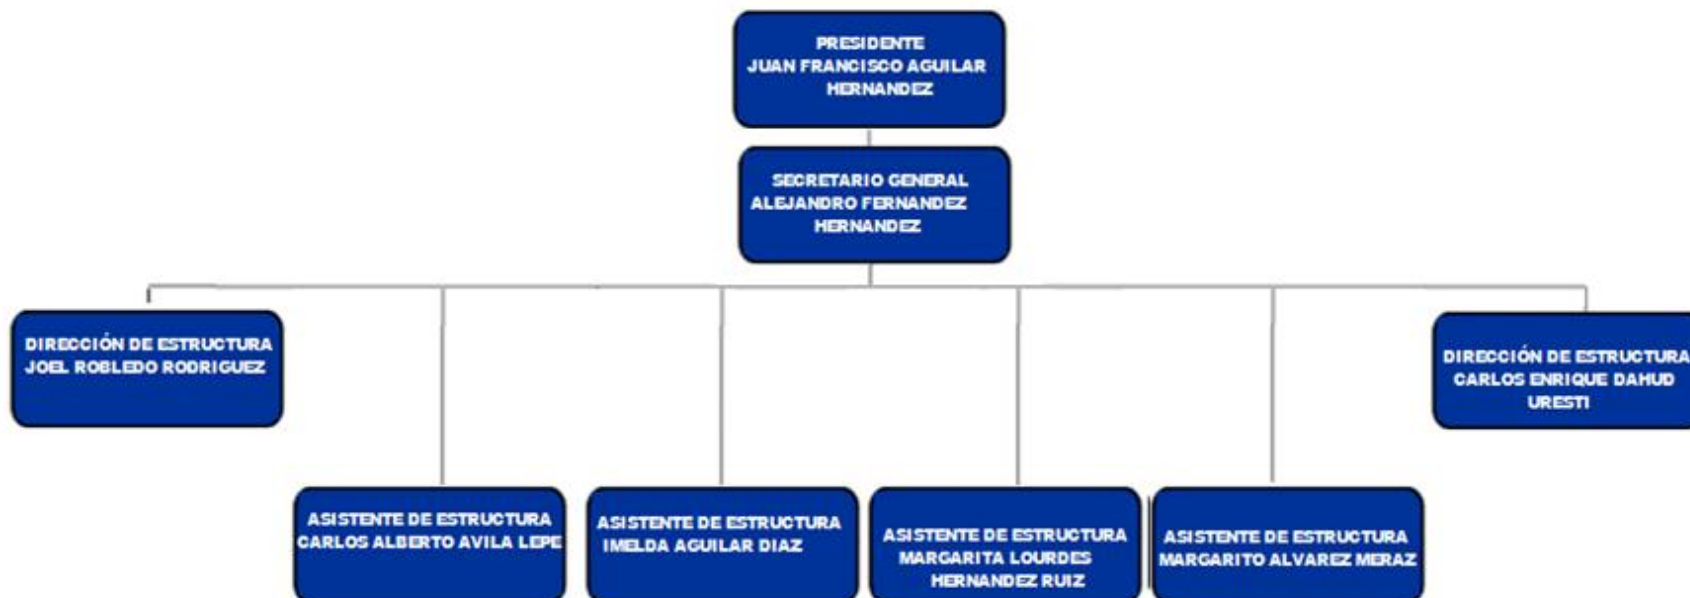 PRESIDENTE
JUAN FRANCISCO AGUILAR
HERNANDEZ
SECRETARIO GENERAL
ALEJANDRO FERNANDEZ
HERNANDEZ
DIRECCIÓN DE ESTRUCTURA
JOEL ROBLEDO RODRIGUEZ
DIRECCIÓN DE ESTRUCTURA
CARLOS ENRIQUE DAHUD
URESTI
ASISTENTE DE ESTRUCTURA
CARLOS ALBERTO AVILA LEPE
ASISTENTE DE ESTRUCTURA
IMELDA AGUILAR DIAZ
ASISTENTE DE ESTRUCTURA
MARGARITA LOURDES
HERNANDEZ RUIZ
ASISTENTE DE ESTRUCTURA
MARGARITO ALVAREZ MERAZ